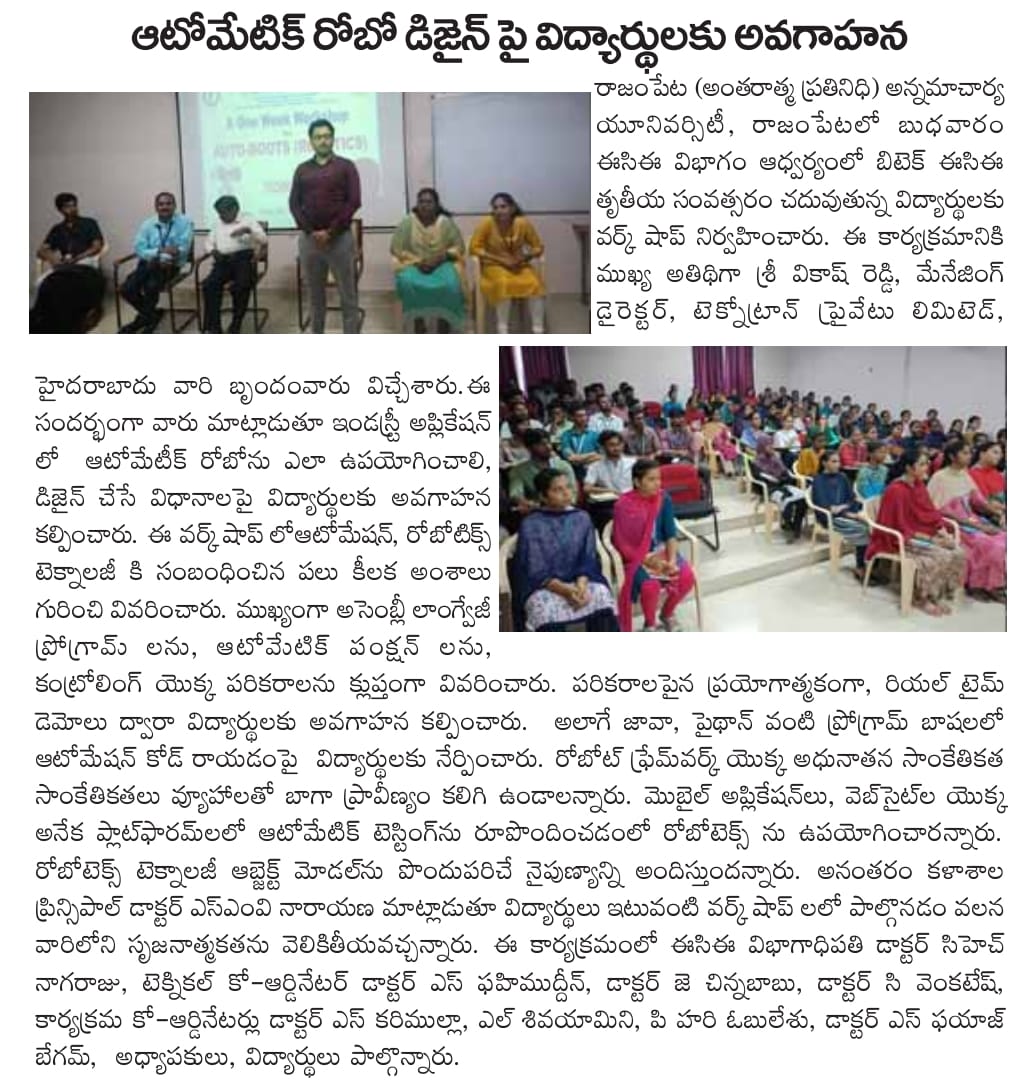 ఆటోమేటిక్ రోబో డిజైన్ పై విద్యార్థులకు అవగాహన
A One Week Workshop
రాజంపేట (అంతరాత్మ ప్రతినిధి) అన్నమాచార్య
యూనివర్సిటీ, రాజంపేటలో బుధవారం
ఈసిఈ విభాగం ఆధ్వర్యంలో బిటెక్ ఈసిఈ
తృతీయ సంవత్సరం చదువుతున్న విద్యార్థులకు
వర్క్ షాప్ నిర్వహించారు. ఈ కార్యక్రమానికి
ముఖ్య అతిథిగా శ్రీ వికాష్ రెడ్డి, మేనేజింగ్
డైరెక్టర్, టెక్నోట్రాన్ ప్రైవేటు లిమిటెడ్,
హైదరాబాదు వారి బృందంవారు విచ్చేశారు.ఈ
సందర్భంగా వారు మాట్లాడుతూ ఇండస్ట్రీ అప్లికేషన్
లో ఆటోమేటీక్ రోబోను ఎలా ఉపయోగించాలి,
డిజైన్ చేసే విధానాలపై విద్యార్థులకు అవగాహన
కల్పించారు. ఈ వర్క్ షాప్ లోఆటోమేషన్, రోబోటిక్స్
టెక్నాలజీ కి సంబంధించిన పలు కీలక అంశాలు
గురించి వివరించారు. ముఖ్యంగా అసెంబ్లీ లాంగ్వేజీ
ప్రోగ్రామ్ లను, ఆటోమేటిక్ పంక్షన్ లను,
కంట్రోలింగ్ యొక్క పరికరాలను క్లుప్తంగా వివరించారు. పరికరాలపైన ప్రయోగాత్మకంగా, రియల్ టైమ్
డెమోలు ద్వారా విద్యార్థులకు అవగాహన కల్పించారు. అలాగే జావా, పైథాన్ వంటి ప్రోగ్రామ్ బాషలలో
ఆటోమేషన్ కోడ్ రాయడంపై విద్యార్థులకు నేర్పించారు. రోబోట్ ఫ్రేమ్‌వర్క్ యొక్క అధునాతన సాంకేతికత
సాంకేతికతలు వ్యూహాలతో బాగా ప్రావీణ్యం కలిగి ఉండాలన్నారు. మొబైల్ అప్లికేషన్‌లు, వెబ్‌సైట్‌ల యొక్క
అనేక ప్లాట్‌ఫారమ్‌లలో ఆటోమేటిక్ టెస్టింగ్‌ను రూపొందించడంలో రోబోటెక్స్ ను ఉపయోగించారన్నారు.
రోబోటెక్స్ టెక్నాలజీ ఆబ్జెక్ట్ మోడల్‌ను పొందుపరిచే నైపుణ్యాన్ని అందిస్తుందన్నారు. అనంతరం కళాశాల
ప్రిన్సిపాల్ డాక్టర్ ఎస్ఎంవి నారాయణ మాట్లాడుతూ విద్యార్థులు ఇటువంటి వర్క్ షాప్ లలో పాల్గొనడం వలన
వారిలోని సృజనాత్మకతను వెలికితీయవచ్చన్నారు. ఈ కార్యక్రమంలో ఈసిఈ విభాగాధిపతి డాక్టర్ సిహెచ్
నాగరాజు, టెక్నికల్ కో-ఆర్డినేటర్ డాక్టర్ ఎస్ ఫహిముద్దీన్, డాక్టర్ జె చిన్నబాబు, డాక్టర్ సి వెంకటేష్,
కార్యక్రమ కో-ఆర్డినేటర్లు డాక్టర్ ఎస్ కరిముల్లా, ఎల్ శివయామిని, పి హరి ఓబులేశు, డాక్టర్ ఎస్ ఫయాజ్
బేగమ్, అధ్యాపకులు, విద్యార్థులు పాల్గొన్నారు.